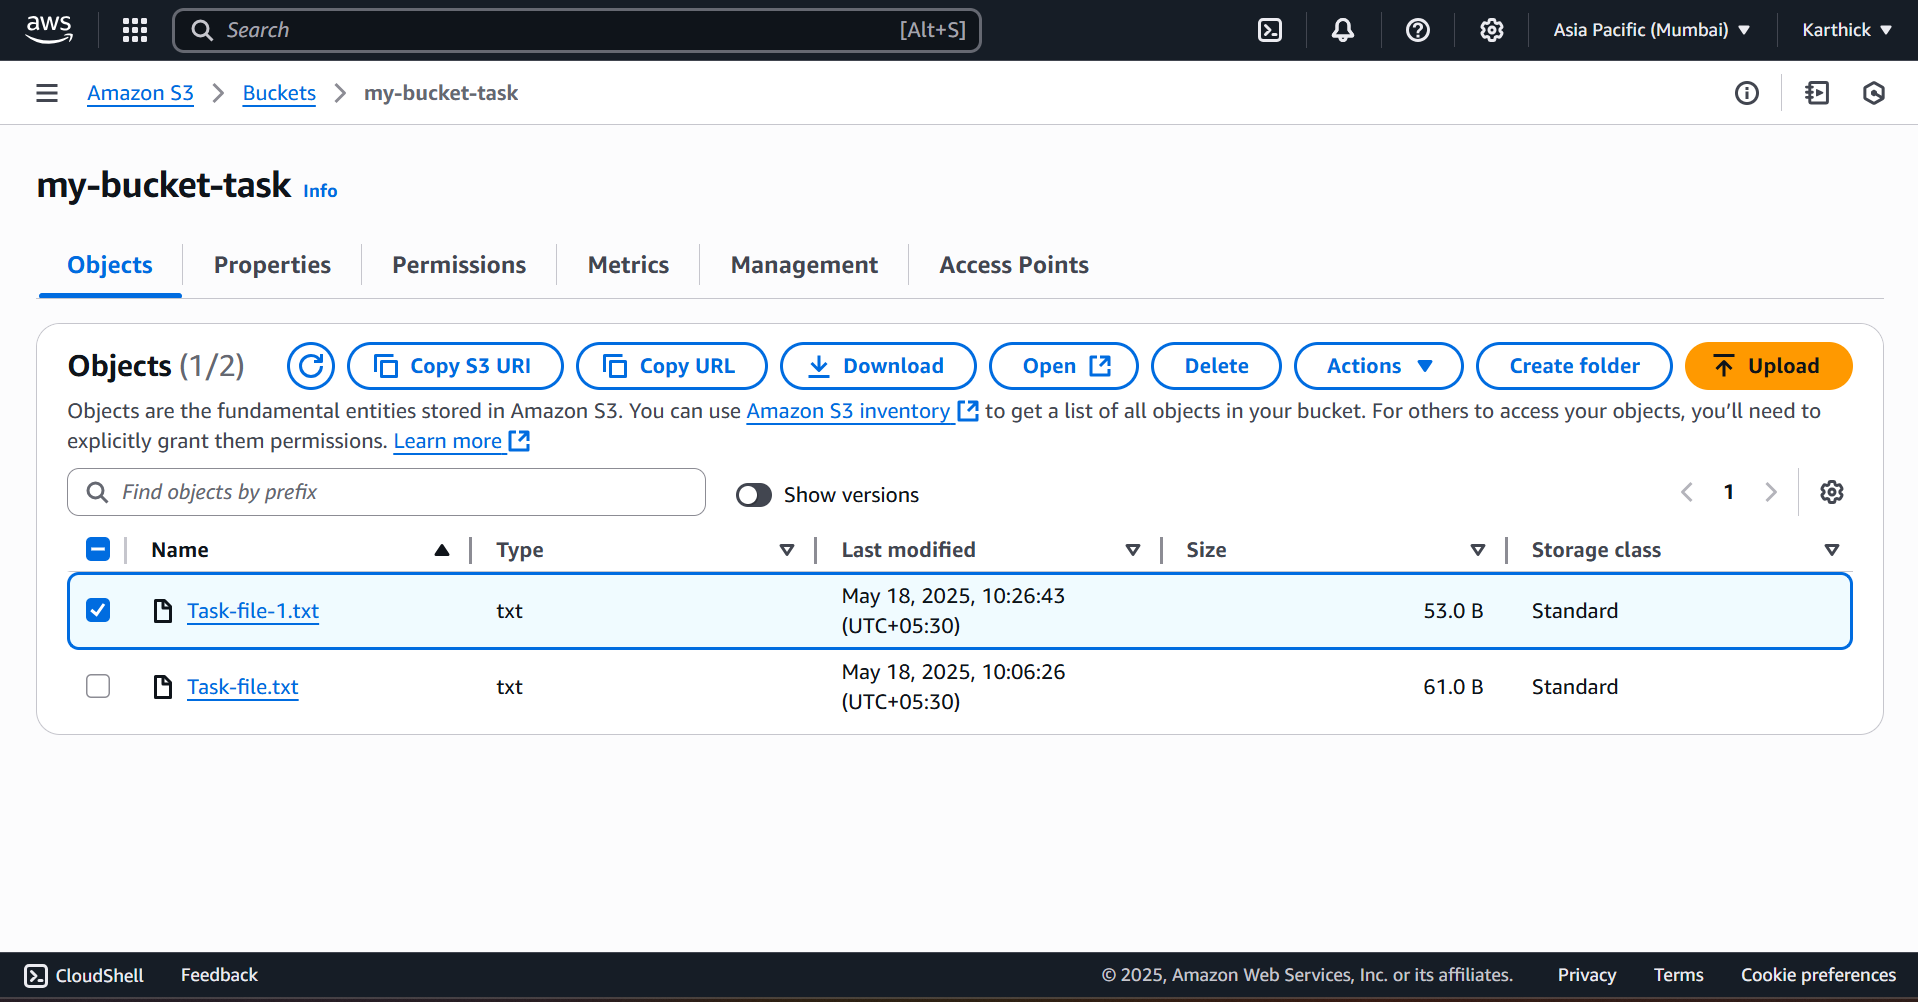 aws
Search [Alt+S]
Asia Pacific (Mumbai)
Karthick
Amazon S3 Buckets my-bucket-task
my-bucket-task Info
Objects Properties Permissions Metrics Management Access Points
Objects (1/2) Copy S3 URI Copy URL Download Open Delete Actions Create folder Upload
Objects are the fundamental entities stored in Amazon S3. You can use Amazon S3 inventory to get a list of all objects in your bucket. For others to access your objects, you’ll need to
explicitly grant them permissions. Learn more
Find objects by prefix Show versions 1
Name Type Last modified Size Storage class
Task-file-1.txt txt May 18, 2025, 10:26:43 (UTC+05:30) 53.0 B Standard
Task-file.txt txt May 18, 2025, 10:06:26 (UTC+05:30) 61.0 B Standard
CloudShell Feedback © 2025, Amazon Web Services, Inc. or its affiliates. Privacy Terms Cookie preferences